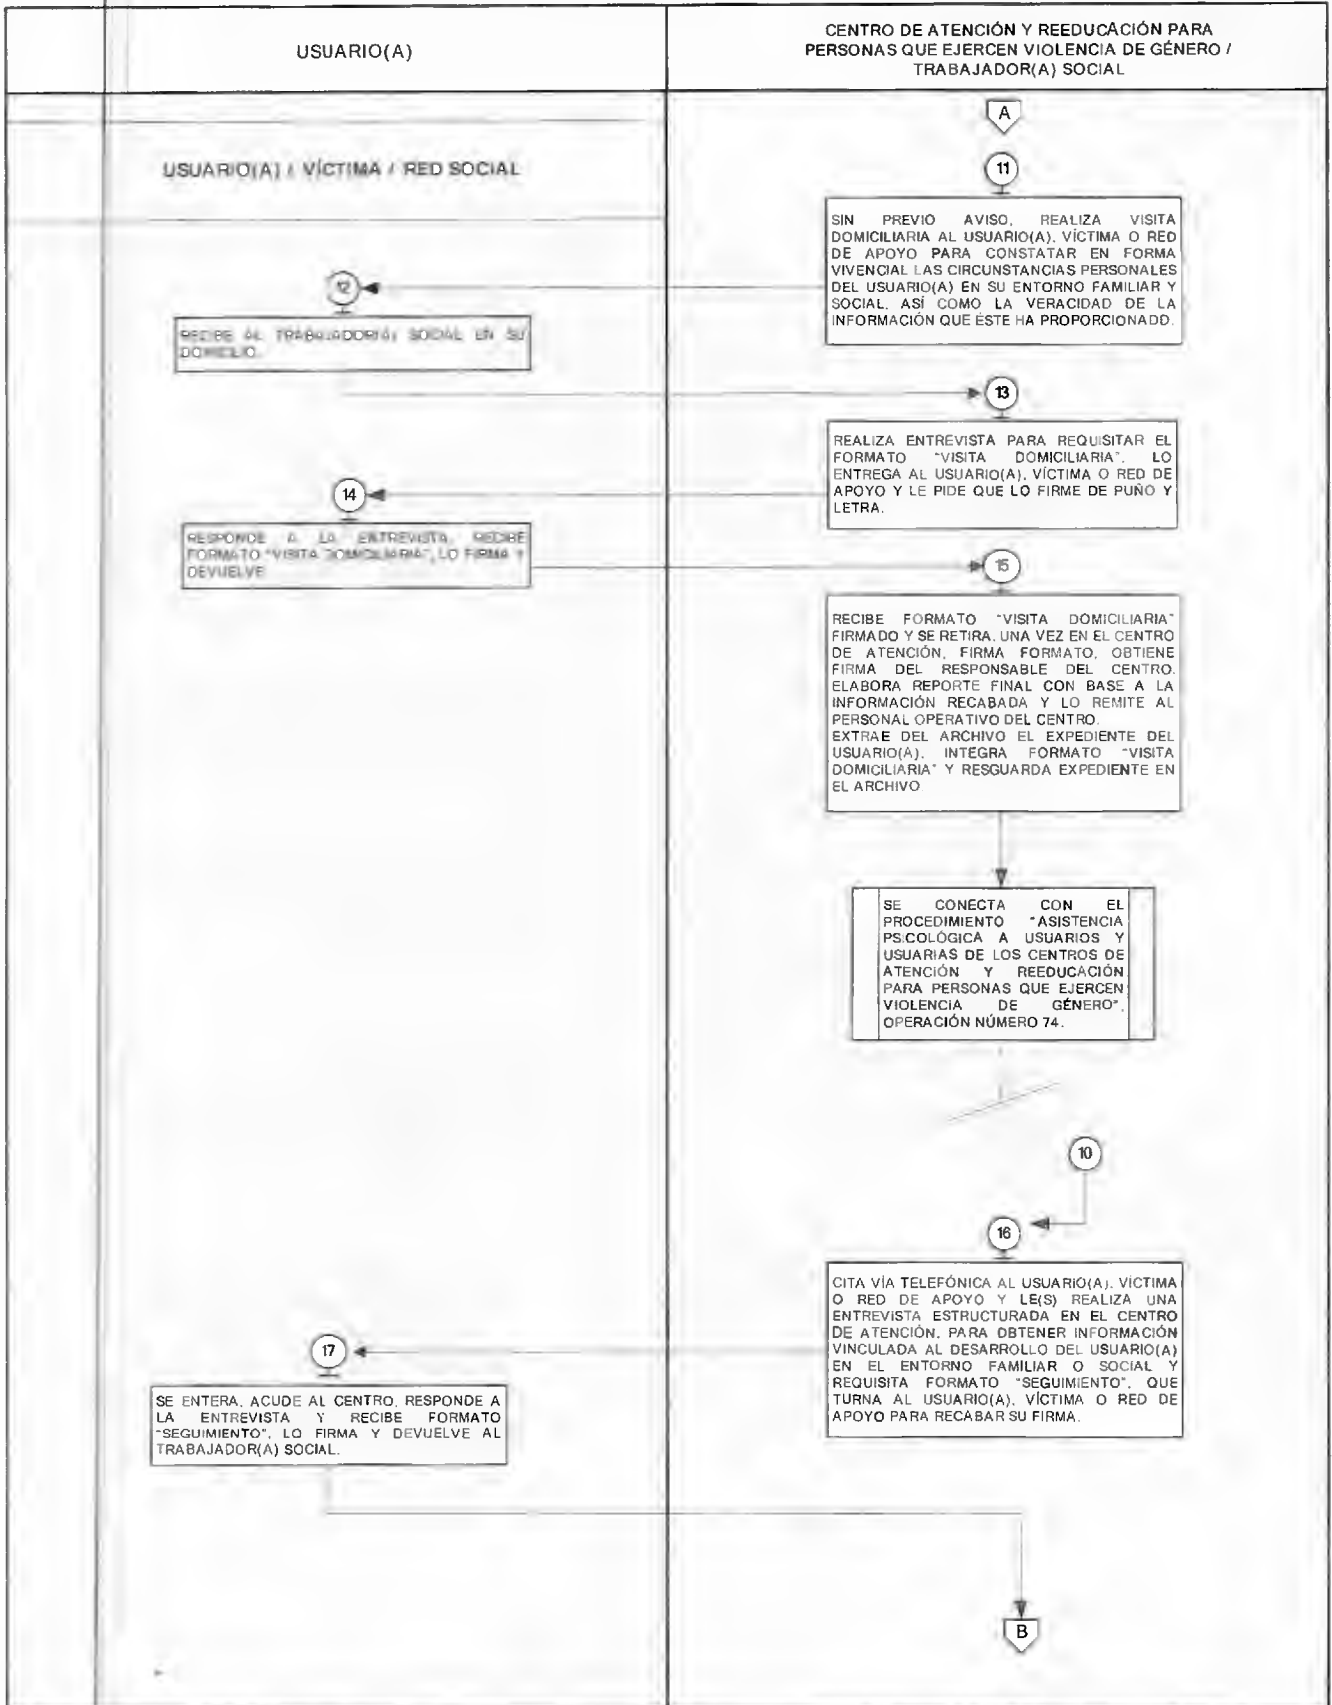 USUARIO(A)
CENTRO DE ATENCIÓN Y REEDUCACIÓN PARA
PERSONAS QUE EJERCEN VIOLENCIA DE GÉNERO /
TRABAJADOR(A) SOCIAL
A
USUARIO(A) / VÍCTIMA / RED SOCIAL
11
SIN PREVIO AVISO, REALIZA VISITA
DOMICILIARIA AL USUARIO(A), VÍCTIMA O RED
DE APOYO PARA CONSTATAR EN FORMA
VIVENCIAL LAS CIRCUNSTANCIAS PERSONALES
DEL USUARIO(A) EN SU ENTORNO FAMILIAR Y
SOCIAL, ASÍ COMO LA VERACIDAD DE LA
INFORMACIÓN QUE ÉSTE HA PROPORCIONADO.
12
RECIBE AL TRABAJADOR(A) SOCIAL EN SU
DOMICILIO.
13
REALIZA ENTREVISTA PARA REQUISITAR EL
FORMATO "VISITA DOMICILIARIA", LO
ENTREGA AL USUARIO(A), VÍCTIMA O RED DE
APOYO Y LE PIDE QUE LO FIRME DE PUÑO Y
LETRA.
14
RESPONDE A LA ENTREVISTA, RECIBE
FORMATO "VISITA DOMICILIARIA", LO FIRMA Y
DEVUELVE
15
RECIBE FORMATO "VISITA DOMICILIARIA"
FIRMADO Y SE RETIRA. UNA VEZ EN EL CENTRO
DE ATENCIÓN, FIRMA FORMATO, OBTIENE
FIRMA DEL RESPONSABLE DEL CENTRO.
ELABORA REPORTE FINAL CON BASE A LA
INFORMACIÓN RECABADA Y LO REMITE AL
PERSONAL OPERATIVO DEL CENTRO.
EXTRAE DEL ARCHIVO EL EXPEDIENTE DEL
USUARIO(A), INTEGRA FORMATO "VISITA
DOMICILIARIA" Y RESGUARDA EXPEDIENTE EN
EL ARCHIVO
SE CONECTA CON EL
PROCEDIMIENTO "ASISTENCIA
PSICOLÓGICA A USUARIOS Y
USUARIAS DE LOS CENTROS DE
ATENCIÓN Y REEDUCACIÓN
PARA PERSONAS QUE EJERCEN
VIOLENCIA DE GÉNERO",
OPERACIÓN NÚMERO 74.
10
16
CITA VÍA TELEFÓNICA AL USUARIO(A), VÍCTIMA
O RED DE APOYO Y LE(S) REALIZA UNA
ENTREVISTA ESTRUCTURADA EN EL CENTRO
DE ATENCIÓN, PARA OBTENER INFORMACIÓN
VINCULADA AL DESARROLLO DEL USUARIO(A)
EN EL ENTORNO FAMILIAR O SOCIAL Y
REQUISITA FORMATO "SEGUIMIENTO", QUE
TURNA AL USUARIO(A), VÍCTIMA O RED DE
APOYO PARA RECABAR SU FIRMA.
17
SE ENTERA, ACUDE AL CENTRO, RESPONDE A
LA ENTREVISTA Y RECIBE FORMATO
"SEGUIMIENTO", LO FIRMA Y DEVUELVE AL
TRABAJADOR(A) SOCIAL.
B